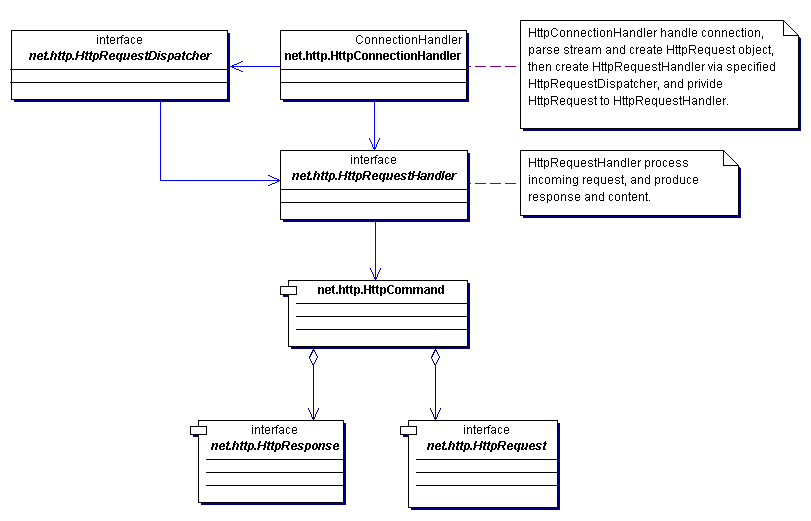 interface
net.http.HttpRequestDispatcher
ConnectionHandler
net.http.HttpConnectionHandler
HttpConnectionHandler handle connection,
parse stream and create HttpRequest object,
then create HttpRequestHandler via specified
HttpRequestDispatcher, and privide
HttpRequest to HttpRequestHandler.
interface
net.http.HttpRequestHandler
HttpRequestHandler process
incoming request, and produce
response and content.
net.http.HttpCommand
interface
net.http.HttpResponse
interface
net.http.HttpRequest